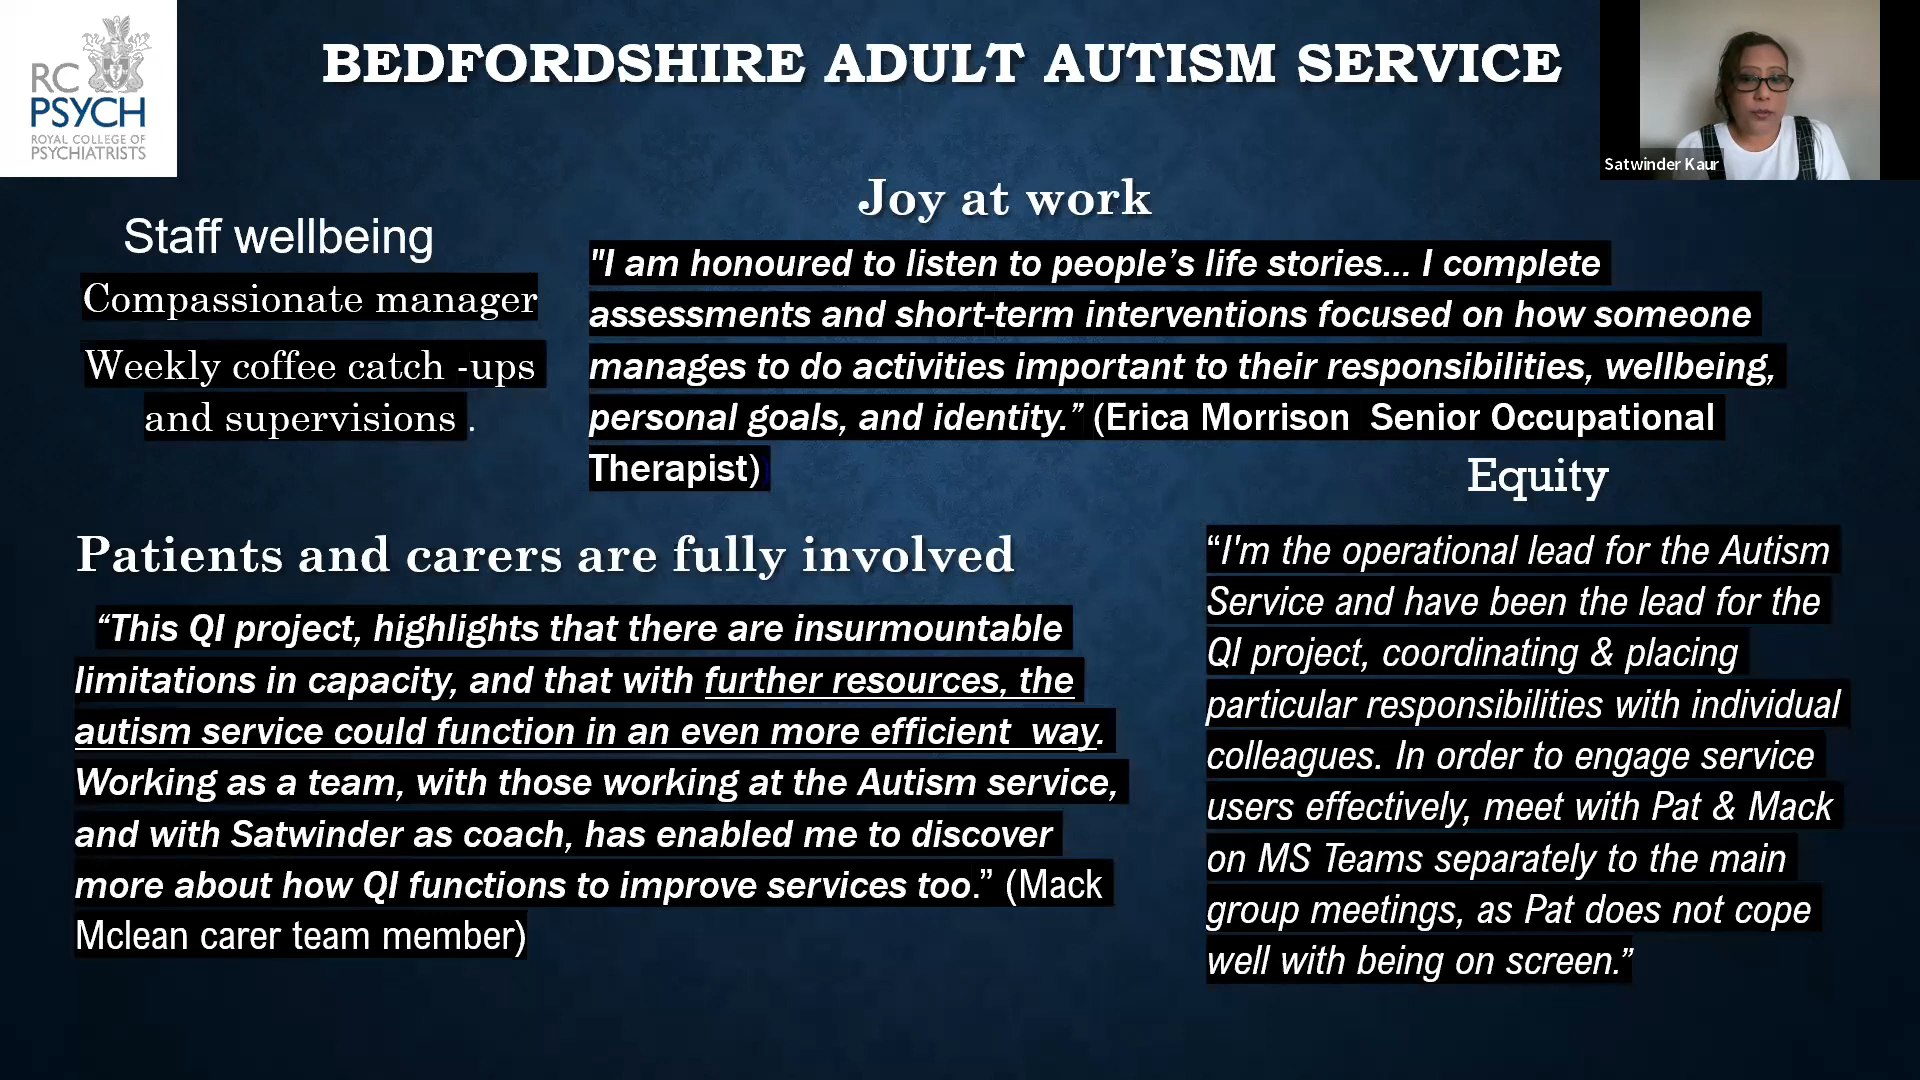 RC
PSYCH
ROYAL COLLEGE OF
PSYCHIATRISTS
BEDFORDSHIRE ADULT AUTISM SERVICE
Satwinder Kaur
Staff wellbeing
Compassionate manager
Weekly coffee catch -ups
and supervisions .
Joy at work
"I am honoured to listen to people’s life stories... I complete
assessments and short-term interventions focused on how someone
manages to do activities important to their responsibilities, wellbeing,
personal goals, and identity.” (Erica Morrison  Senior Occupational
Therapist))
Patients and carers are fully involved
“This QI project, highlights that there are insurmountable
limitations in capacity, and that with further resources, the
autism service could function in an even more efficient  way.
Working as a team, with those working at the Autism service,
and with Satwinder as coach, has enabled me to discover
more about how QI functions to improve services too.” (Mack
Mclean carer team member)
Equity
“I'm the operational lead for the Autism
Service and have been the lead for the
QI project, coordinating & placing
particular responsibilities with individual
colleagues. In order to engage service
users effectively, meet with Pat & Mack
on MS Teams separately to the main
group meetings, as Pat does not cope
well with being on screen.”